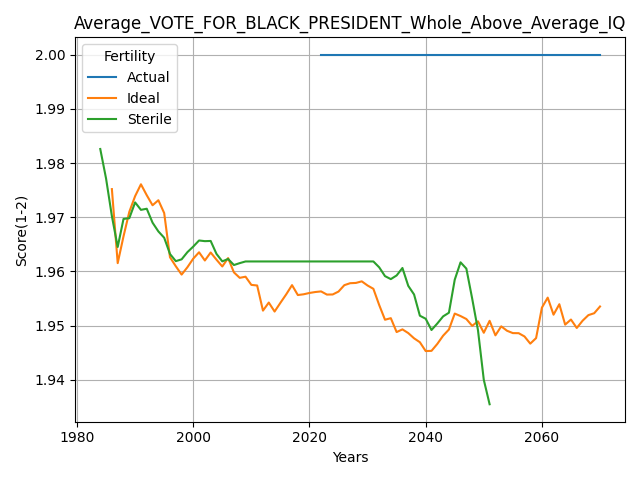 Average_VOTE_FOR_BLACK_PRESIDENT_Whole_Above_Average_IQ
Fertility
Actual
Ideal
Sterile
Score(1-2)
2.00
1.99
1.98
1.97
1.96
1.95
1.94
1980
2000
2020
2040
2060
Years